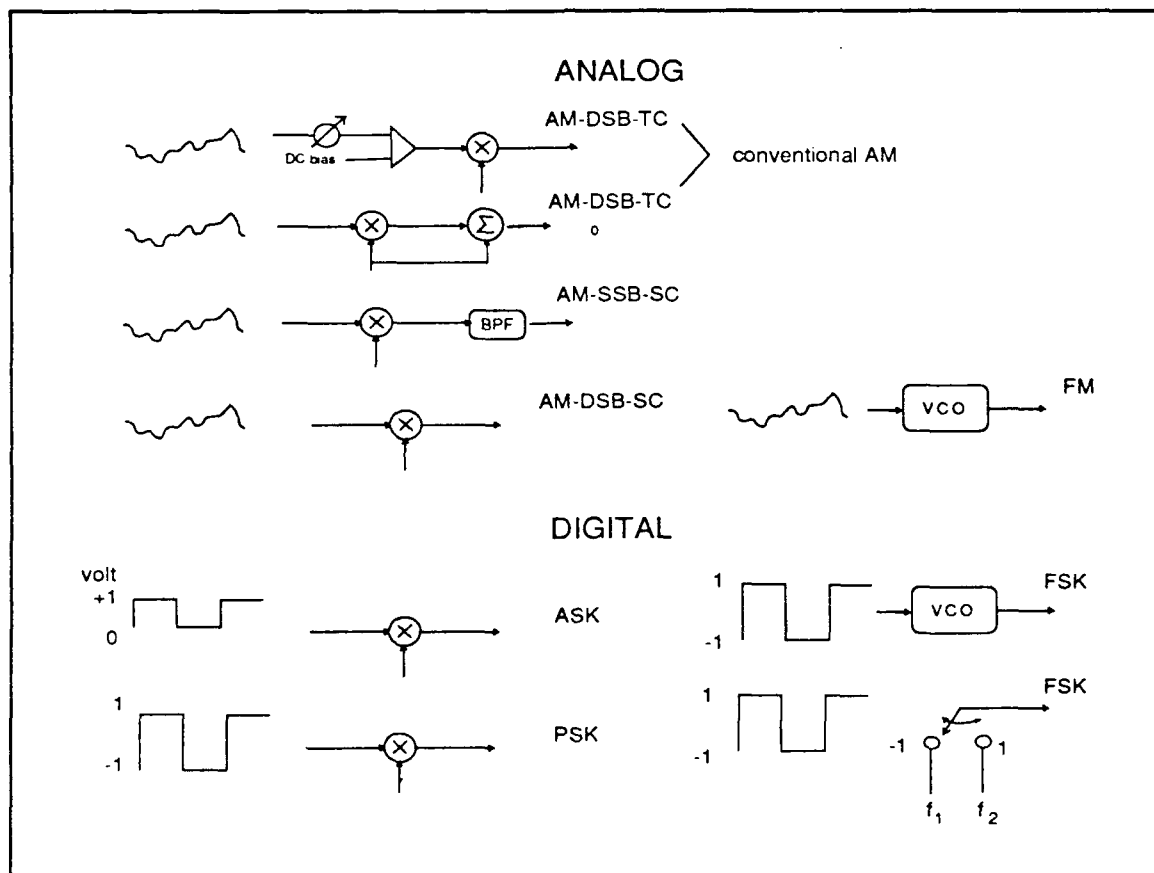 ANALOG
AM-DSB-TC
DC bias
×
conventional AM
AM-DSB-TC
× Σ
o
AM-SSB-SC
× BPF
AM-DSB-SC
×
VCO
FM
DIGITAL
volt
+1
0
×
ASK
1
-1
VCO
FSK
1
-1
×
PSK
1
-1
FSK
-1 1
f₁ f₂